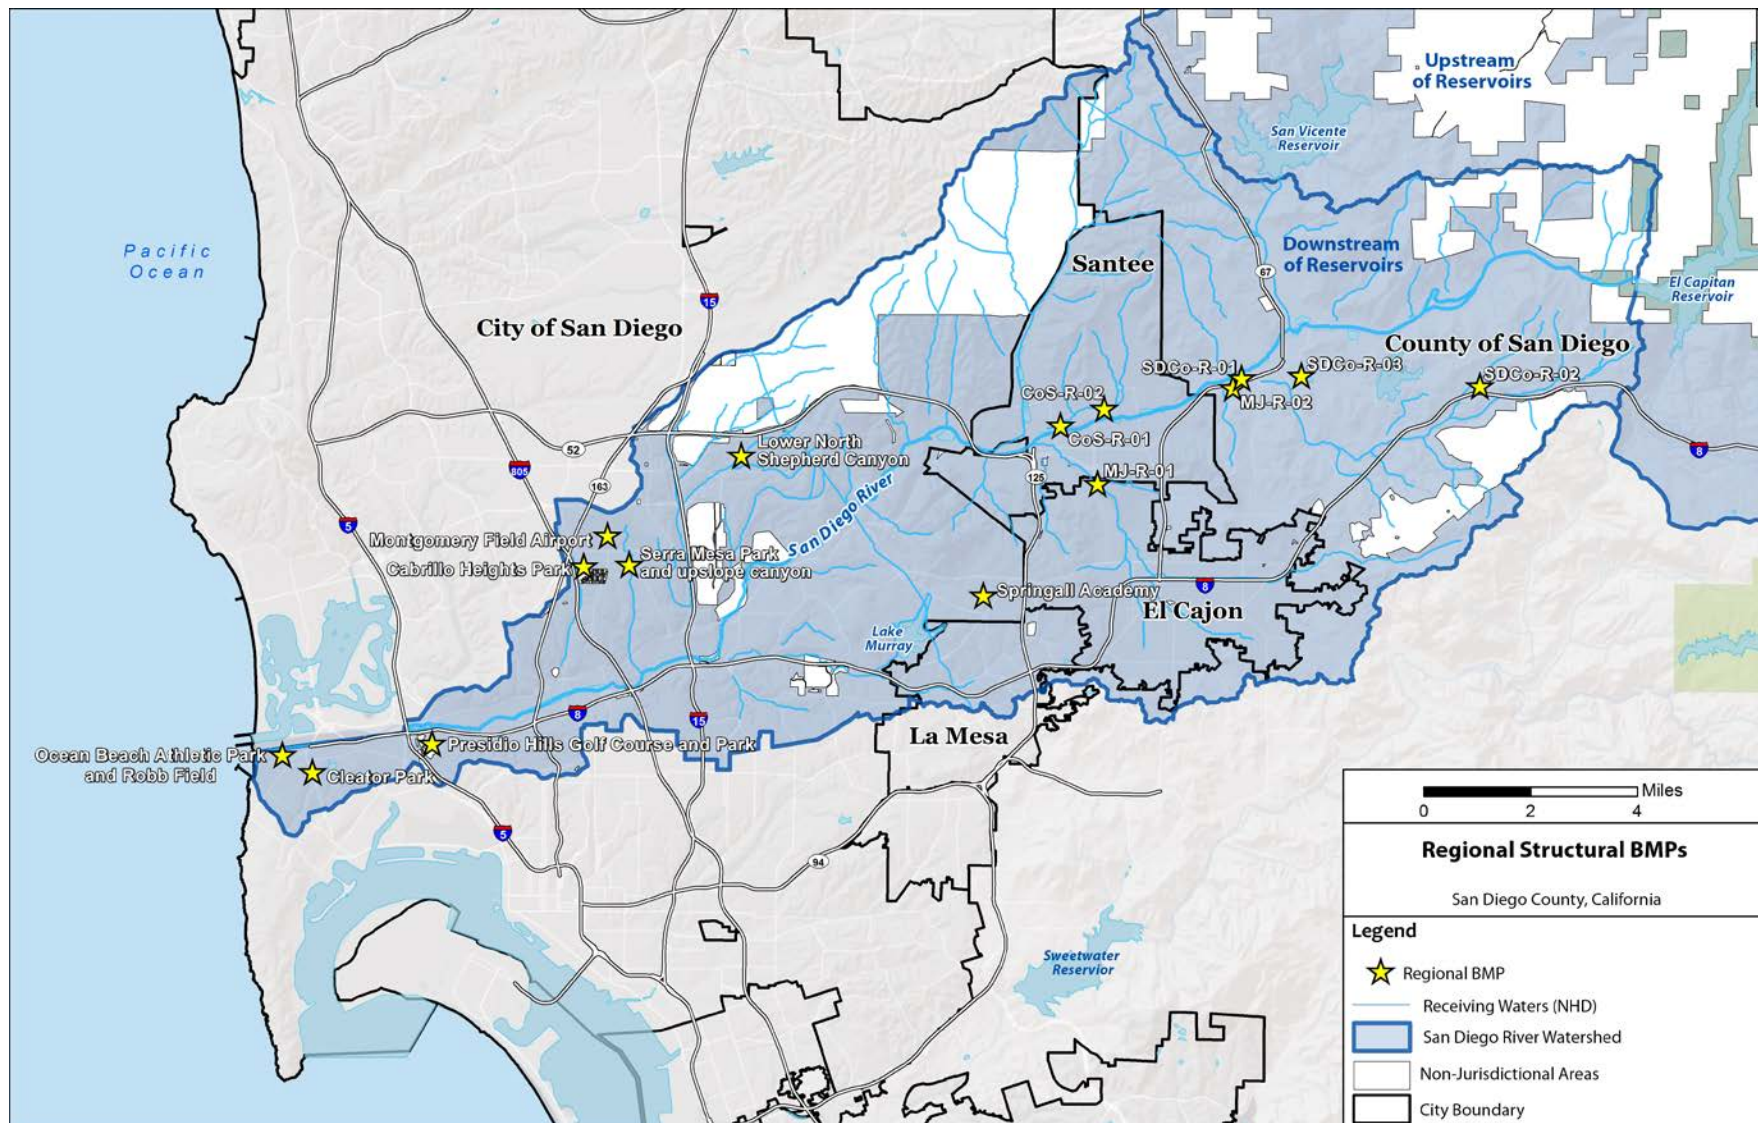 Upstream
of Reservoirs
San Vicente
Reservoir
Pacific
Ocean
Downstream
of Reservoirs
Santee
67
El Capitan
Reservoir
15
City of San Diego
County of San Diego
SDCo-R-01
SDCo-R-03
SDCo-R-02
MJ-R-02
CoS-R-02
CoS-R-01
52
Lower North
Shepherd Canyon
805
163
125
MJ-R-01
8
San Diego River
5
Montgomery Field Airport
Cabrillo Heights Park
Serra Mesa Park
and upslope canyon
Springall Academy
8
El Cajon
Lake
Murray
8
15
La Mesa
Ocean Beach Athletic Park
and Robb Field
Presidio Hills Golf Course and Park
Cleator Park
5
94
Sweetwater
Reservior
Miles
0 2 4
Regional Structural BMPs
San Diego County, California
Legend
Regional BMP
Receiving Waters (NHD)
San Diego River Watershed
Non-Jurisdictional Areas
City Boundary